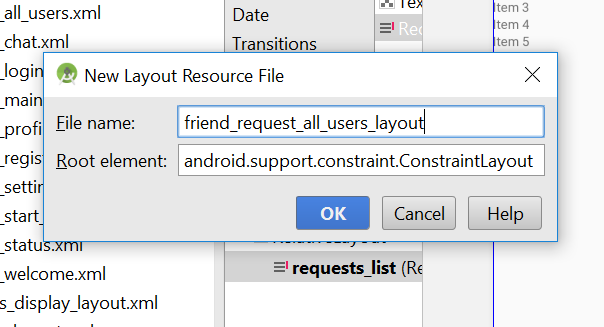 _all_users.xml
_chat.xml
_login
_main
_profi
_regist
_settin
_start_
_status.xml
_welcome.xml
s_display_layout.xml
Date
Transitions
Tex
Rec
Item 3
Item 4
Item 5
New Layout Resource File
File name:
friend_request_all_users_layout
Root element:
android.support.constraint.ConstraintLayout
OK
Cancel
Help
RelativeLayout
requests_list (Re